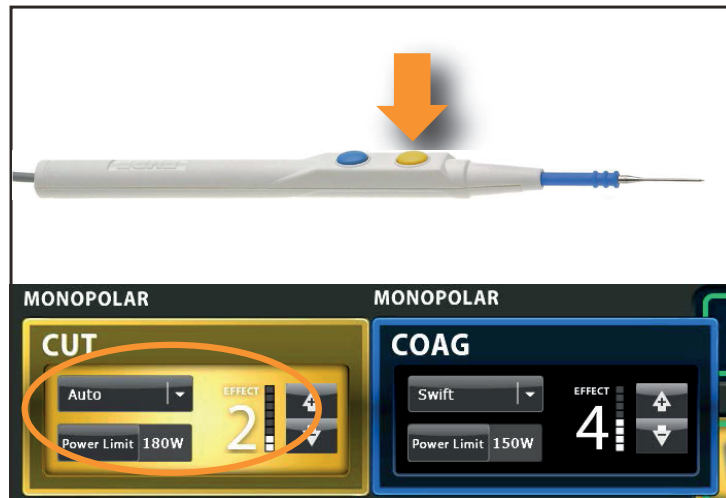 MONOPOLAR
MONOPOLAR
CUT
COAG
Auto
EFFECT
2
Power Limit 180W
Swift
EFFECT
4
Power Limit 150W